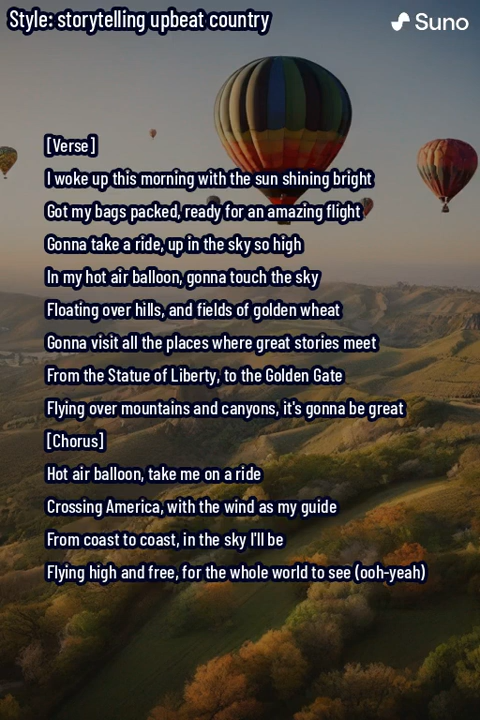 Style: storytelling upbeat country
Suno
[Verse]
I woke up this morning with the sun shining bright
Got my bags packed, ready for an amazing flight
Gonna take a ride, up in the sky so high
In my hot air balloon, gonna touch the sky
Floating over hills, and fields of golden wheat
Gonna visit all the places where great stories meet
From the Statue of Liberty, to the Golden Gate
Flying over mountains and canyons, it's gonna be great
[Chorus]
Hot air balloon, take me on a ride
Crossing America, with the wind as my guide
From coast to coast, in the sky I'll be
Flying high and free, for the whole world to see (ooh-yeah)